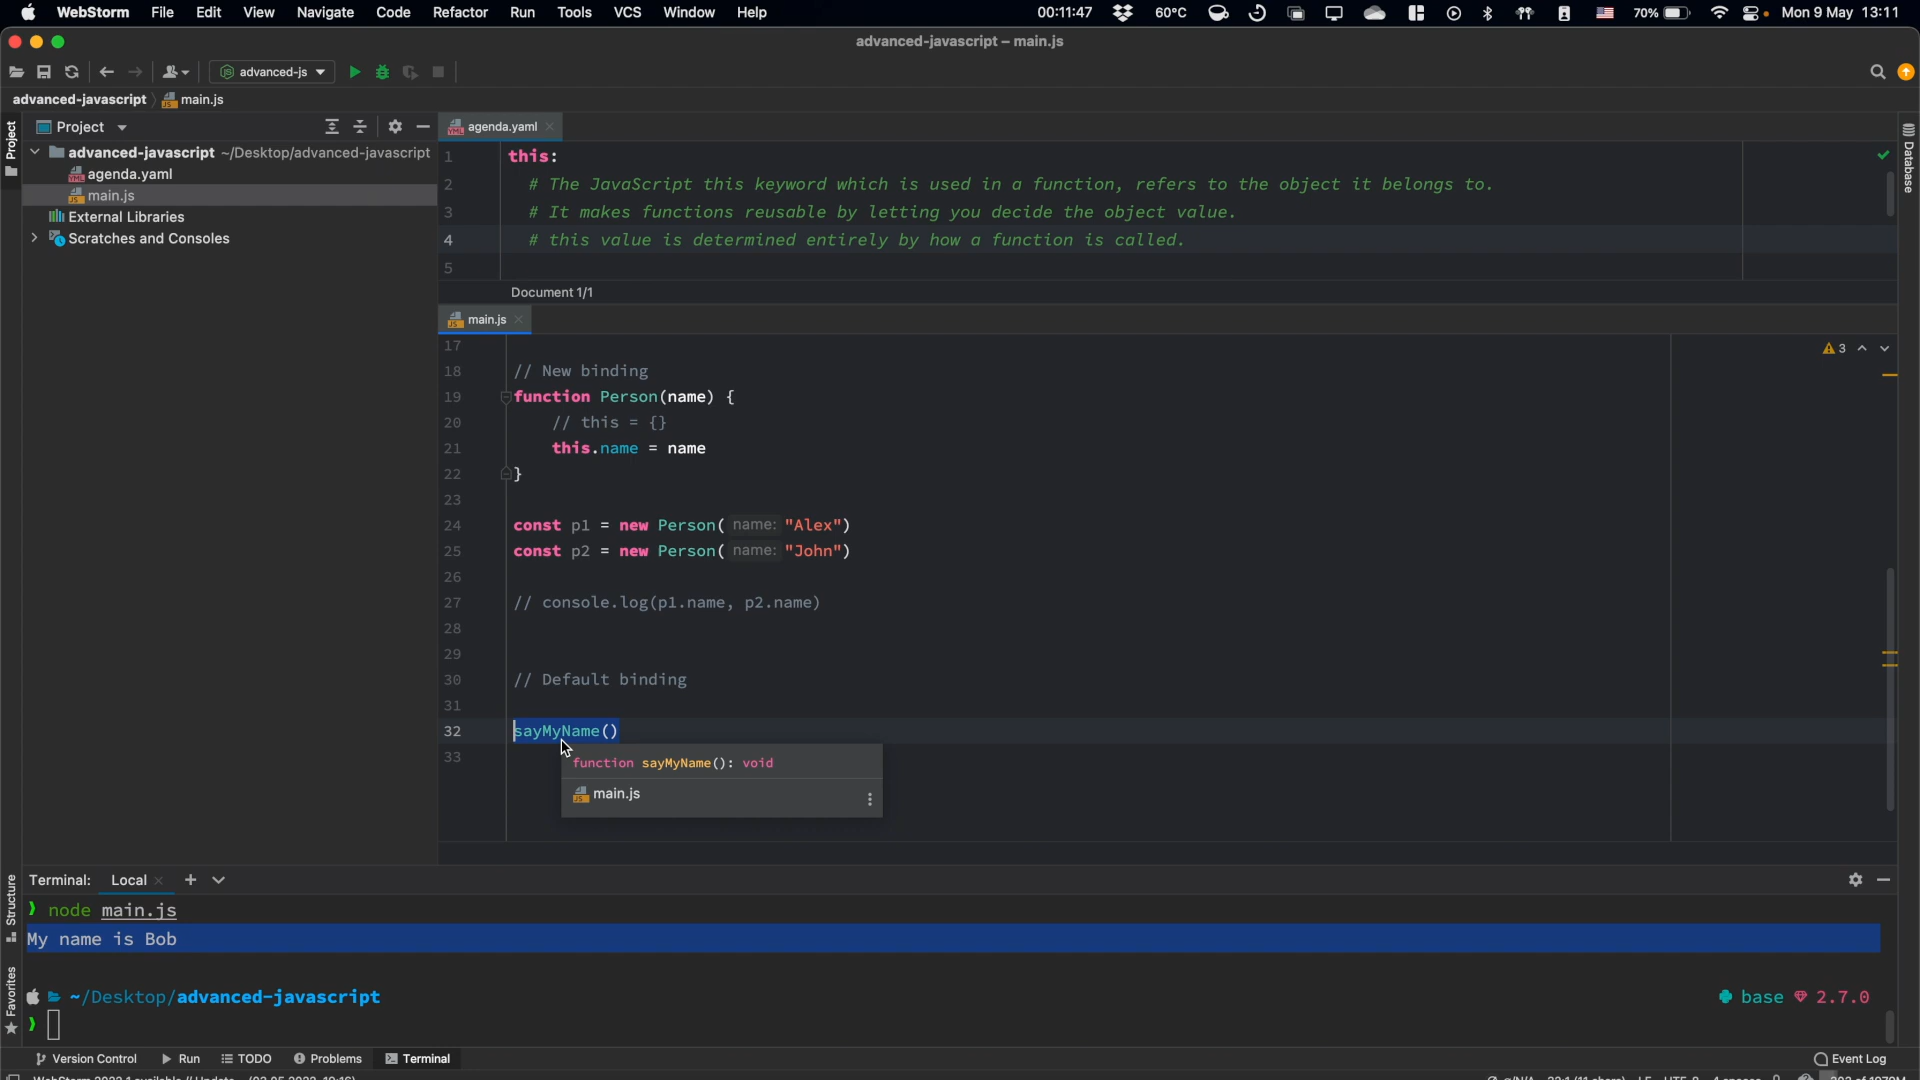 WebStorm File Edit View Navigate Code Refactor Run Tools VCS Window Help 00:11:47 60°C 70% Mon 9 May 13:11
advanced-javascript – main.js
advanced-js
advanced-javascript main.js
Project
Project
agenda.yaml
Database
advanced-javascript ~/Desktop/advanced-javascript
agenda.yaml
main.js
External Libraries
Scratches and Consoles
1 this:
2 # The JavaScript this keyword which is used in a function, refers to the object it belongs to.
3 # It makes functions reusable by letting you decide the object value.
4 # this value is determined entirely by how a function is called.
5
Document 1/1
main.js
3
17
18 // New binding
19 function Person(name) {
20 // this = {}
21 this.name = name
22 }
23
24 const p1 = new Person( name: "Alex")
25 const p2 = new Person( name: "John")
26
27 // console.log(p1.name, p2.name)
28
29
30 // Default binding
31
32 sayMyName()
33
function sayMyName(): void
main.js
Structure
Favorites
Terminal: Local
❯ node main.js
My name is Bob
~/Desktop/advanced-javascript base 2.7.0
❯
Version Control Run TODO Problems Terminal Event Log